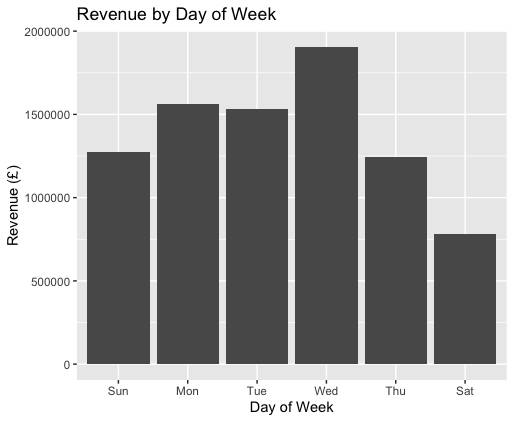 Revenue by Day of Week
2000000
1500000
1000000
500000
0
Revenue (£)
Sun Mon Tue Wed Thu Sat
Day of Week